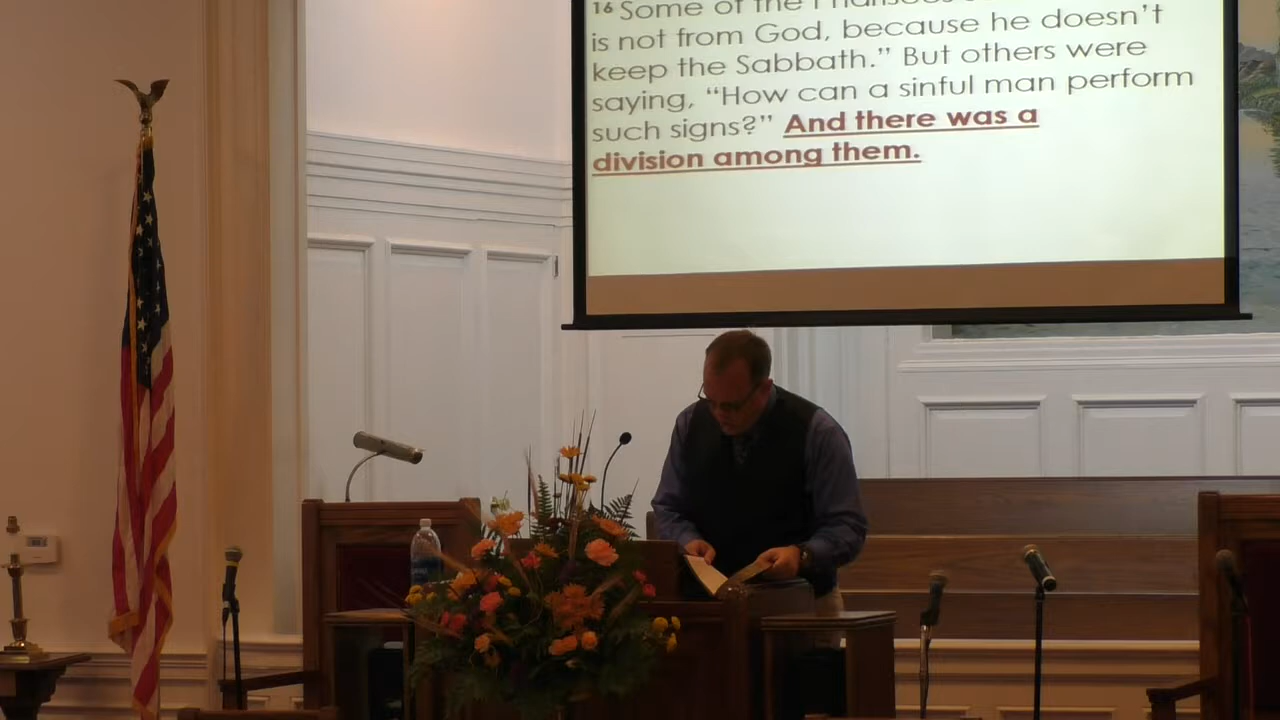 16 Some of the Pharisees
is not from God, because he doesn't
keep the Sabbath." But others were
saying, "How can a sinful man perform
such signs?" And there was a
division among them.